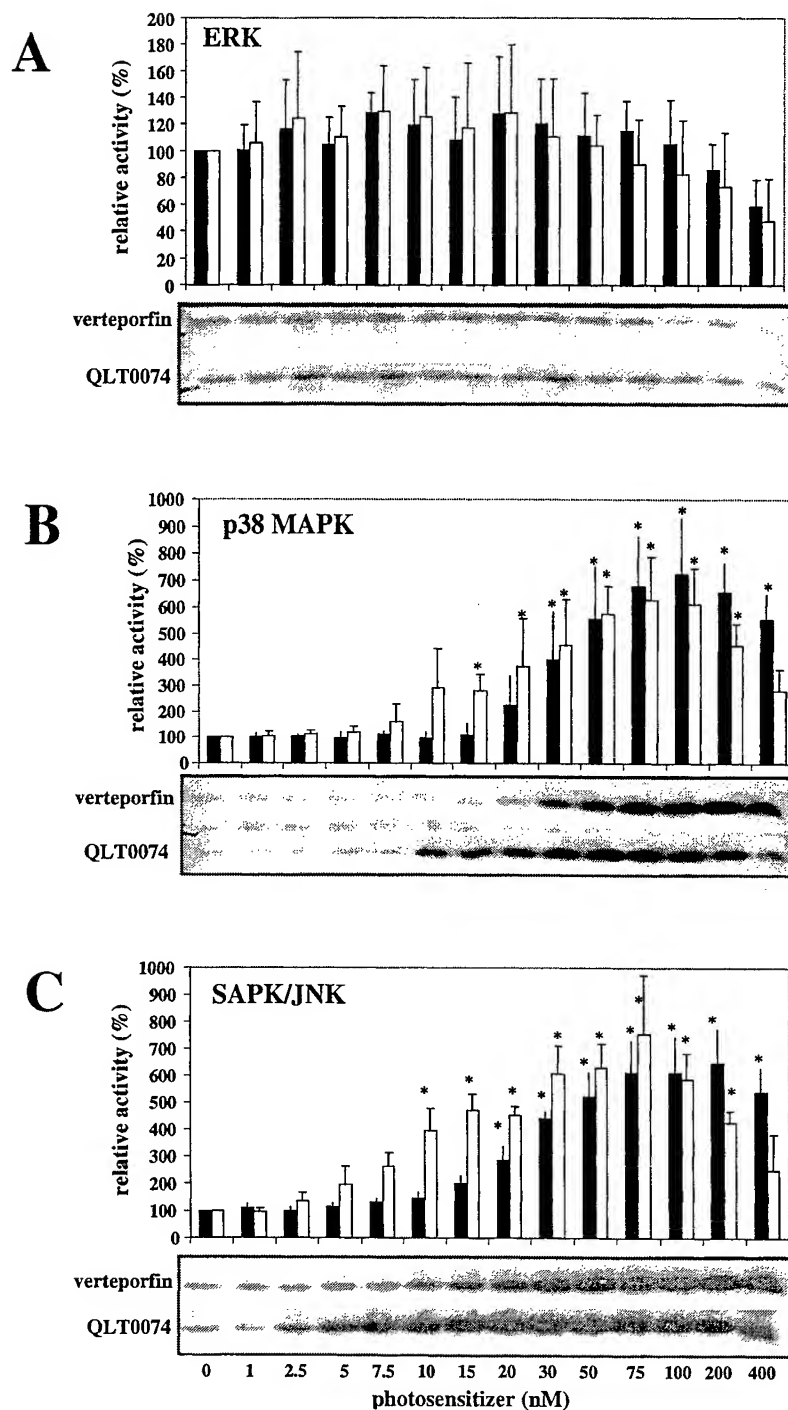 A
ERK
relative activity (%)
200
180
160
140
120
100
80
60
40
20
0
verteporfin
QLT0074
B
p38 MAPK
relative activity (%)
1000
900
800
700
600
500
400
300
200
100
0
* * * * * * * * * * * * *
verteporfin
QLT0074
C
SAPK/JNK
relative activity (%)
1000
900
800
700
600
500
400
300
200
100
0
* * * * * * * * * * * * * * *
verteporfin
QLT0074
0 1 2.5 5 7.5 10 15 20 30 50 75 100 200 400
photosensitizer (nM)